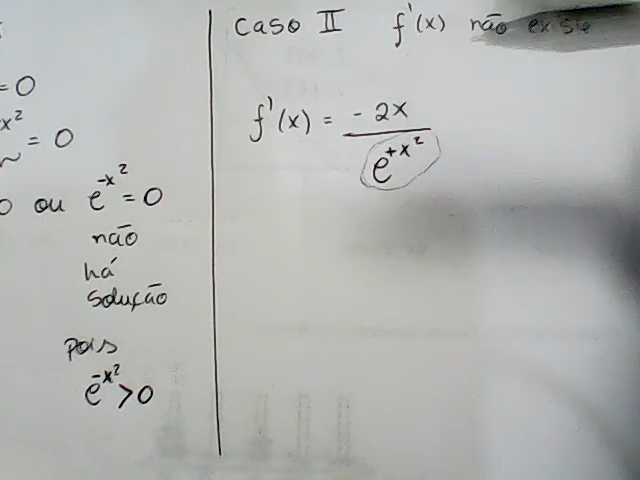 = 0
x²
= 0
o ou e^-x² = 0
não
há
solução
pois
e^-x² > 0
Caso II f'(x) não existe
f'(x) = -2x / e^+x²